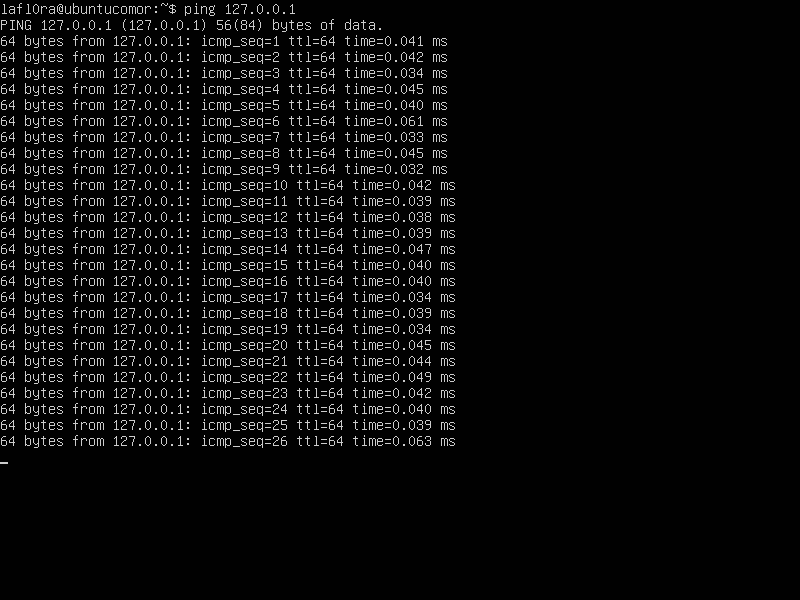 lafl0ra@ubuntucomor:~$ ping 127.0.0.1
PING 127.0.0.1 (127.0.0.1) 56(84) bytes of data.
64 bytes from 127.0.0.1: icmp_seq=1 ttl=64 time=0.041 ms
64 bytes from 127.0.0.1: icmp_seq=2 ttl=64 time=0.042 ms
64 bytes from 127.0.0.1: icmp_seq=3 ttl=64 time=0.034 ms
64 bytes from 127.0.0.1: icmp_seq=4 ttl=64 time=0.045 ms
64 bytes from 127.0.0.1: icmp_seq=5 ttl=64 time=0.040 ms
64 bytes from 127.0.0.1: icmp_seq=6 ttl=64 time=0.061 ms
64 bytes from 127.0.0.1: icmp_seq=7 ttl=64 time=0.033 ms
64 bytes from 127.0.0.1: icmp_seq=8 ttl=64 time=0.045 ms
64 bytes from 127.0.0.1: icmp_seq=9 ttl=64 time=0.032 ms
64 bytes from 127.0.0.1: icmp_seq=10 ttl=64 time=0.042 ms
64 bytes from 127.0.0.1: icmp_seq=11 ttl=64 time=0.039 ms
64 bytes from 127.0.0.1: icmp_seq=12 ttl=64 time=0.038 ms
64 bytes from 127.0.0.1: icmp_seq=13 ttl=64 time=0.039 ms
64 bytes from 127.0.0.1: icmp_seq=14 ttl=64 time=0.047 ms
64 bytes from 127.0.0.1: icmp_seq=15 ttl=64 time=0.040 ms
64 bytes from 127.0.0.1: icmp_seq=16 ttl=64 time=0.040 ms
64 bytes from 127.0.0.1: icmp_seq=17 ttl=64 time=0.034 ms
64 bytes from 127.0.0.1: icmp_seq=18 ttl=64 time=0.039 ms
64 bytes from 127.0.0.1: icmp_seq=19 ttl=64 time=0.034 ms
64 bytes from 127.0.0.1: icmp_seq=20 ttl=64 time=0.045 ms
64 bytes from 127.0.0.1: icmp_seq=21 ttl=64 time=0.044 ms
64 bytes from 127.0.0.1: icmp_seq=22 ttl=64 time=0.049 ms
64 bytes from 127.0.0.1: icmp_seq=23 ttl=64 time=0.042 ms
64 bytes from 127.0.0.1: icmp_seq=24 ttl=64 time=0.040 ms
64 bytes from 127.0.0.1: icmp_seq=25 ttl=64 time=0.039 ms
64 bytes from 127.0.0.1: icmp_seq=26 ttl=64 time=0.063 ms